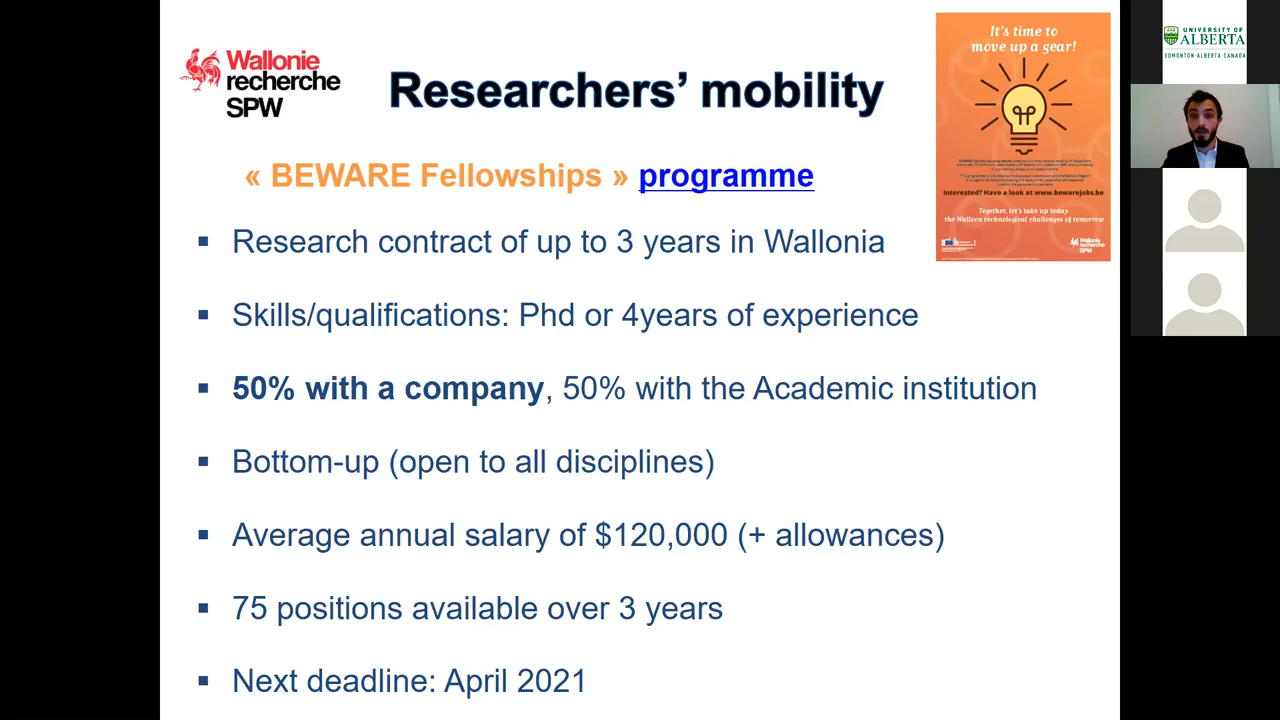 Wallonie
recherche
SPW
Researchers’ mobility
« BEWARE Fellowships » programme
▪ Research contract of up to 3 years in Wallonia
▪ Skills/qualifications: Phd or 4years of experience
▪ 50% with a company, 50% with the Academic institution
▪ Bottom-up (open to all disciplines)
▪ Average annual salary of $120,000 (+ allowances)
▪ 75 positions available over 3 years
▪ Next deadline: April 2021
It's time to
move up a gear!
Interested? Have a look at www.bewarejobs.be
Together, let's take up today
the Walloon technological challenges of tomorrow
Wallonie
recherche
SPW
UNIVERSITY OF
ALBERTA
EDMONTON·ALBERTA·CANADA